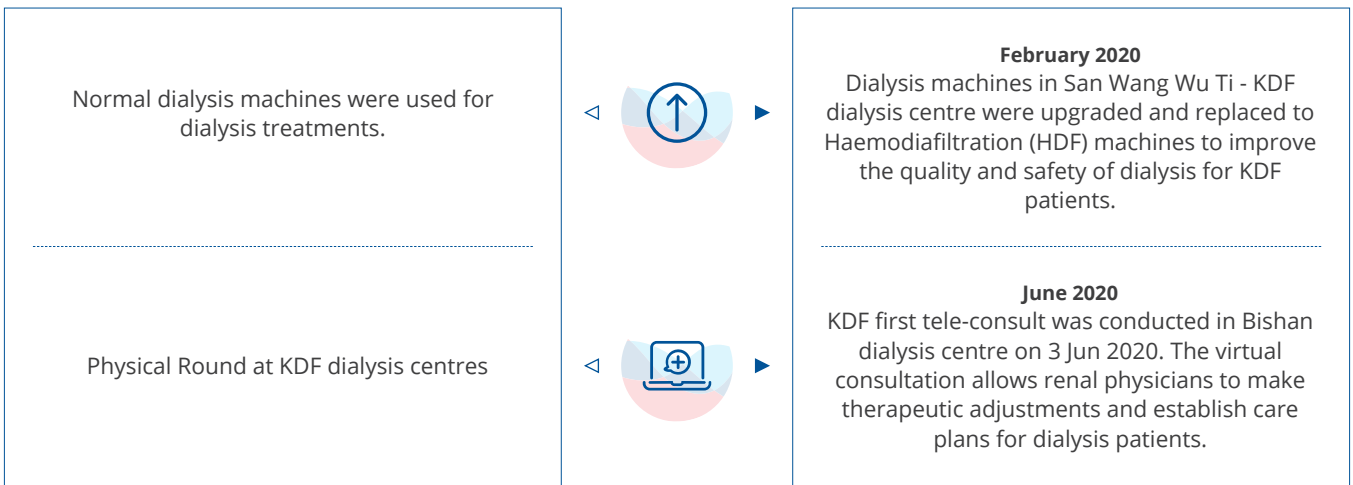 Normal dialysis machines were used for
dialysis treatments.
February 2020
Dialysis machines in San Wang Wu Ti - KDF
dialysis centre were upgraded and replaced to
Haemodiafiltration (HDF) machines to improve
the quality and safety of dialysis for KDF
patients.
Physical Round at KDF dialysis centres
June 2020
KDF first tele-consult was conducted in Bishan
dialysis centre on 3 Jun 2020. The virtual
consultation allows renal physicians to make
therapeutic adjustments and establish care
plans for dialysis patients.